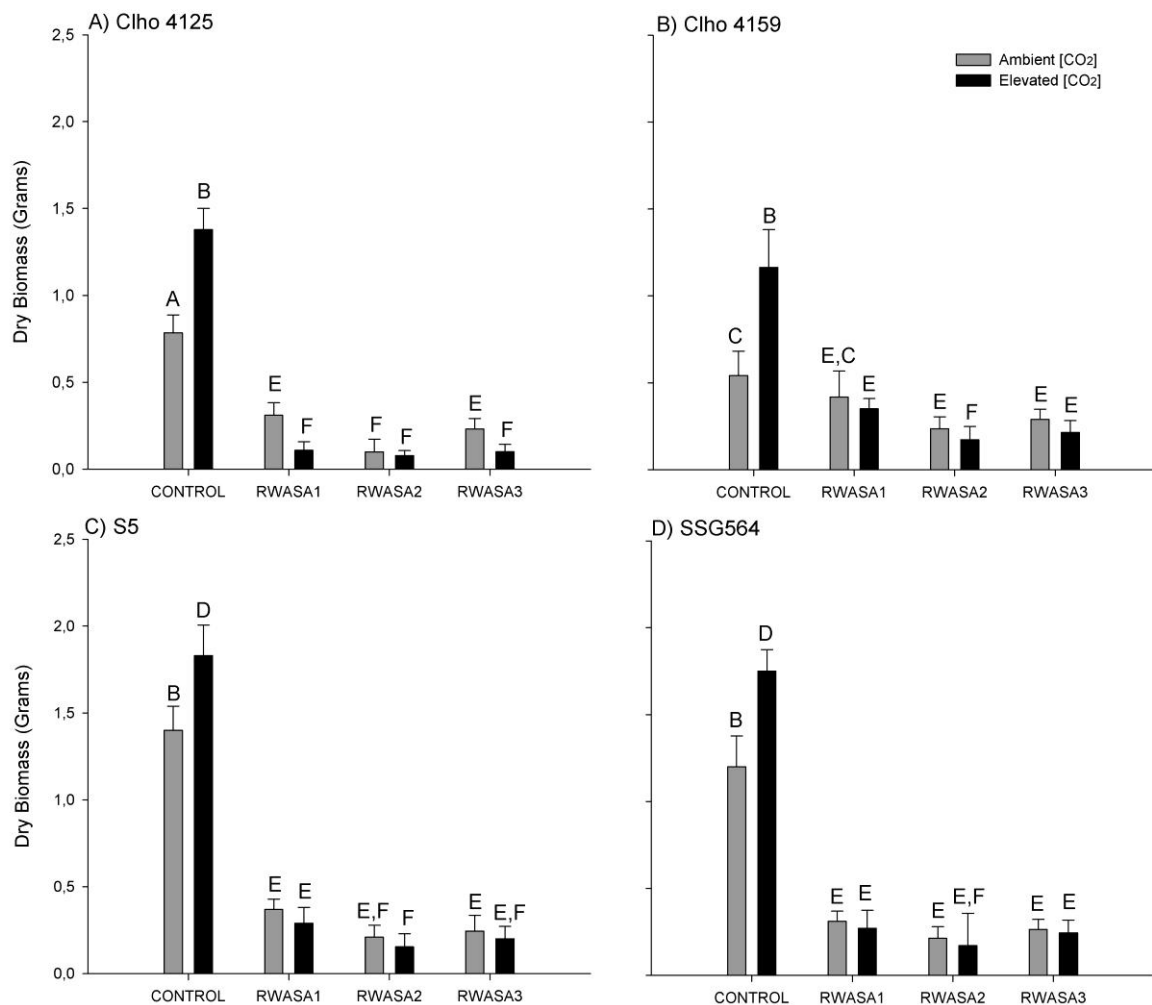 A) Clho 4125
2,5
2,0
1,5
1,0
0,5
0,0
Dry Biomass (Grams)
A
B
E
F
F
F
E
F
CONTROL
RWASA1
RWASA2
RWASA3
B) Clho 4159
Ambient [CO2]
Elevated [CO2]
C
B
E,C
E
E
F
E
E
CONTROL
RWASA1
RWASA2
RWASA3
C) S5
2,5
2,0
1,5
1,0
0,5
0,0
Dry Biomass (Grams)
B
D
E
E
E,F
F
E
E,F
CONTROL
RWASA1
RWASA2
RWASA3
D) SSG564
B
D
E
E
E
E,F
E
E
CONTROL
RWASA1
RWASA2
RWASA3